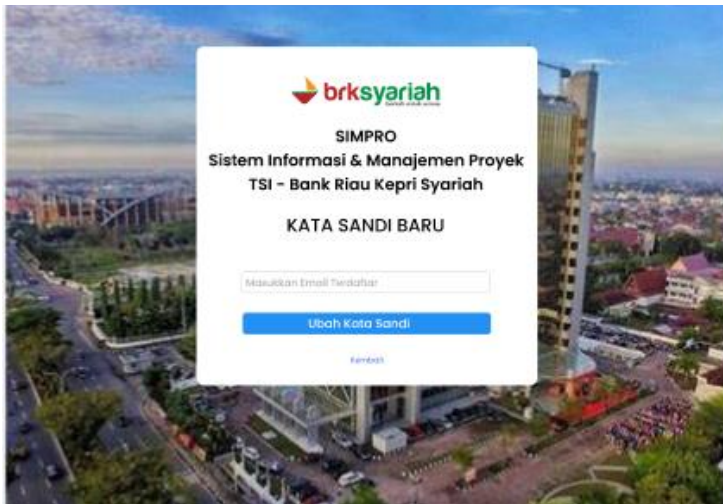 brksyariah
SIMPRO
Sistem Informasi & Manajemen Proyek
TSI - Bank Riau Kepri Syariah
KATA SANDI BARU
Masukkan Email Terdaftar
Ubah Kata Sandi
Kembali